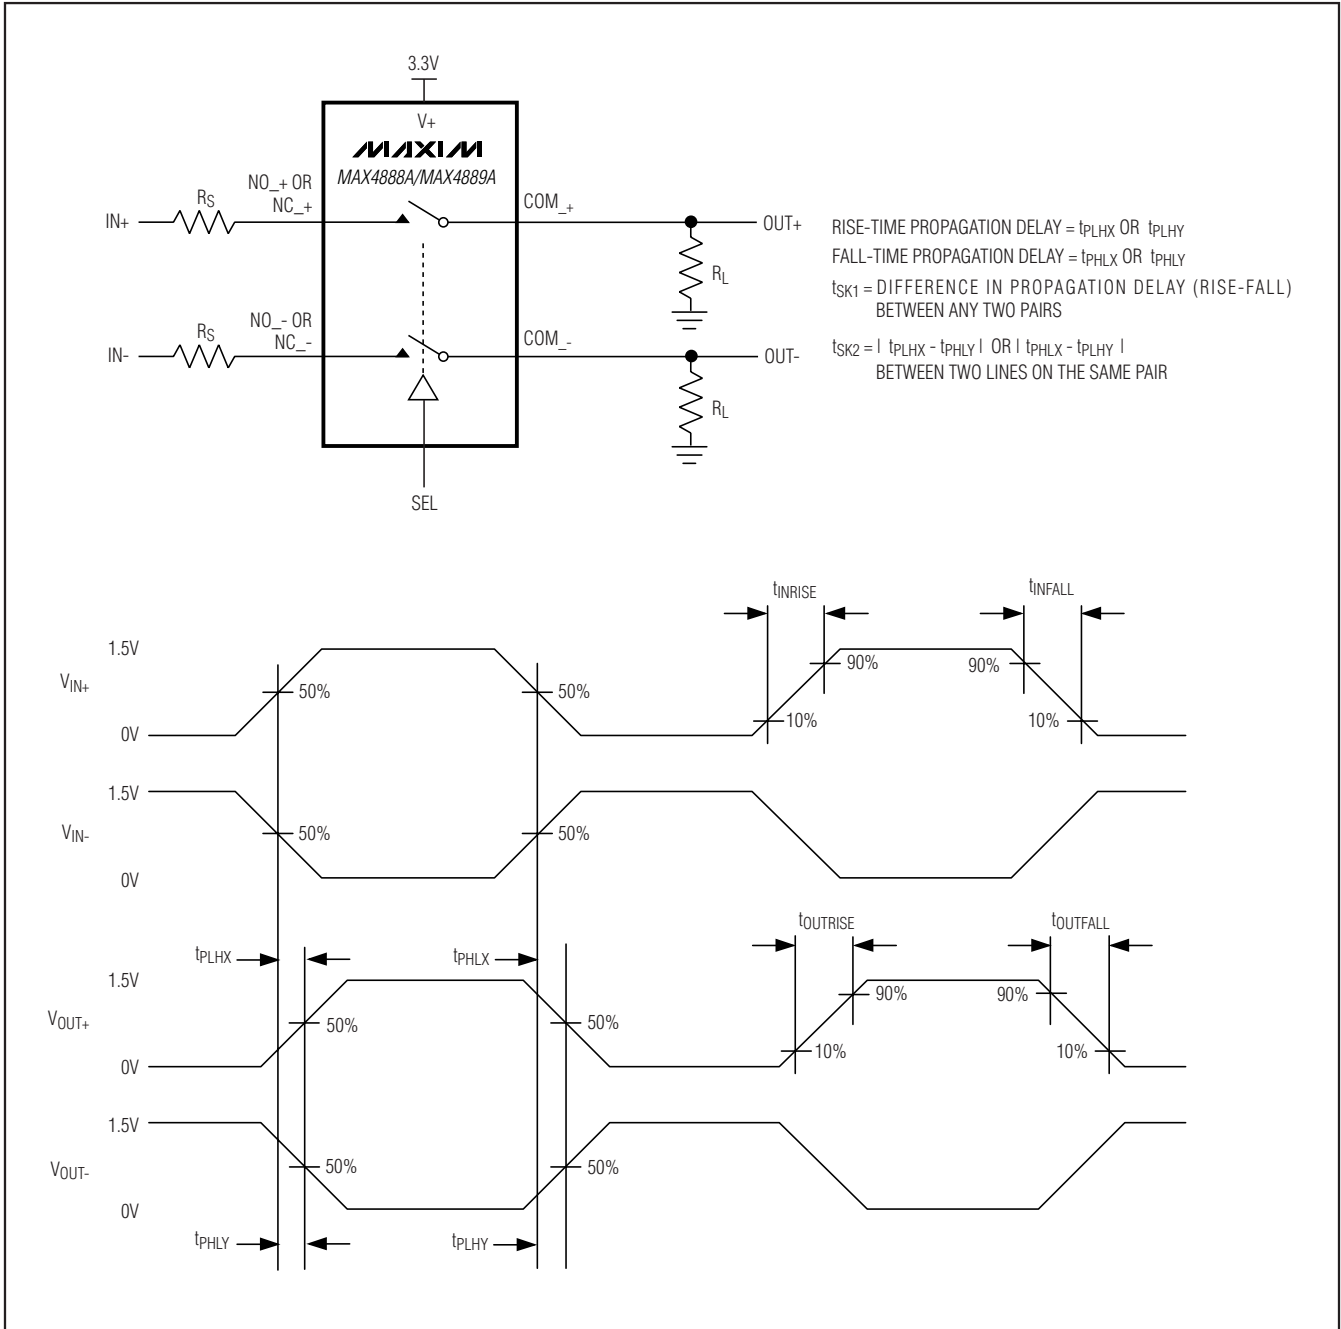 3.3V
V+
MAXIM
MAX4888A/MAX4889A
NO_+ OR
NC_+
RS
IN+
COM_+
OUT+
RL
NO_- OR
NC_-
RS
IN-
COM_-
OUT-
RL
SEL
RISE-TIME PROPAGATION DELAY = tPLHX OR tPLHY
FALL-TIME PROPAGATION DELAY = tPHLX OR tPHLY
tSK1 = DIFFERENCE IN PROPAGATION DELAY (RISE-FALL)
BETWEEN ANY TWO PAIRS
tSK2 = | tPLHX - tPHLY | OR | tPHLX - tPLHY |
BETWEEN TWO LINES ON THE SAME PAIR
tINRISE
tINFALL
1.5V
VIN+
0V
50%
50%
90%
90%
10%
10%
1.5V
VIN-
0V
50%
50%
tOUTRISE
tOUTFALL
tPLHX
tPHLX
1.5V
VOUT+
0V
50%
50%
90%
90%
10%
10%
1.5V
VOUT-
0V
50%
50%
tPHLY
tPLHY